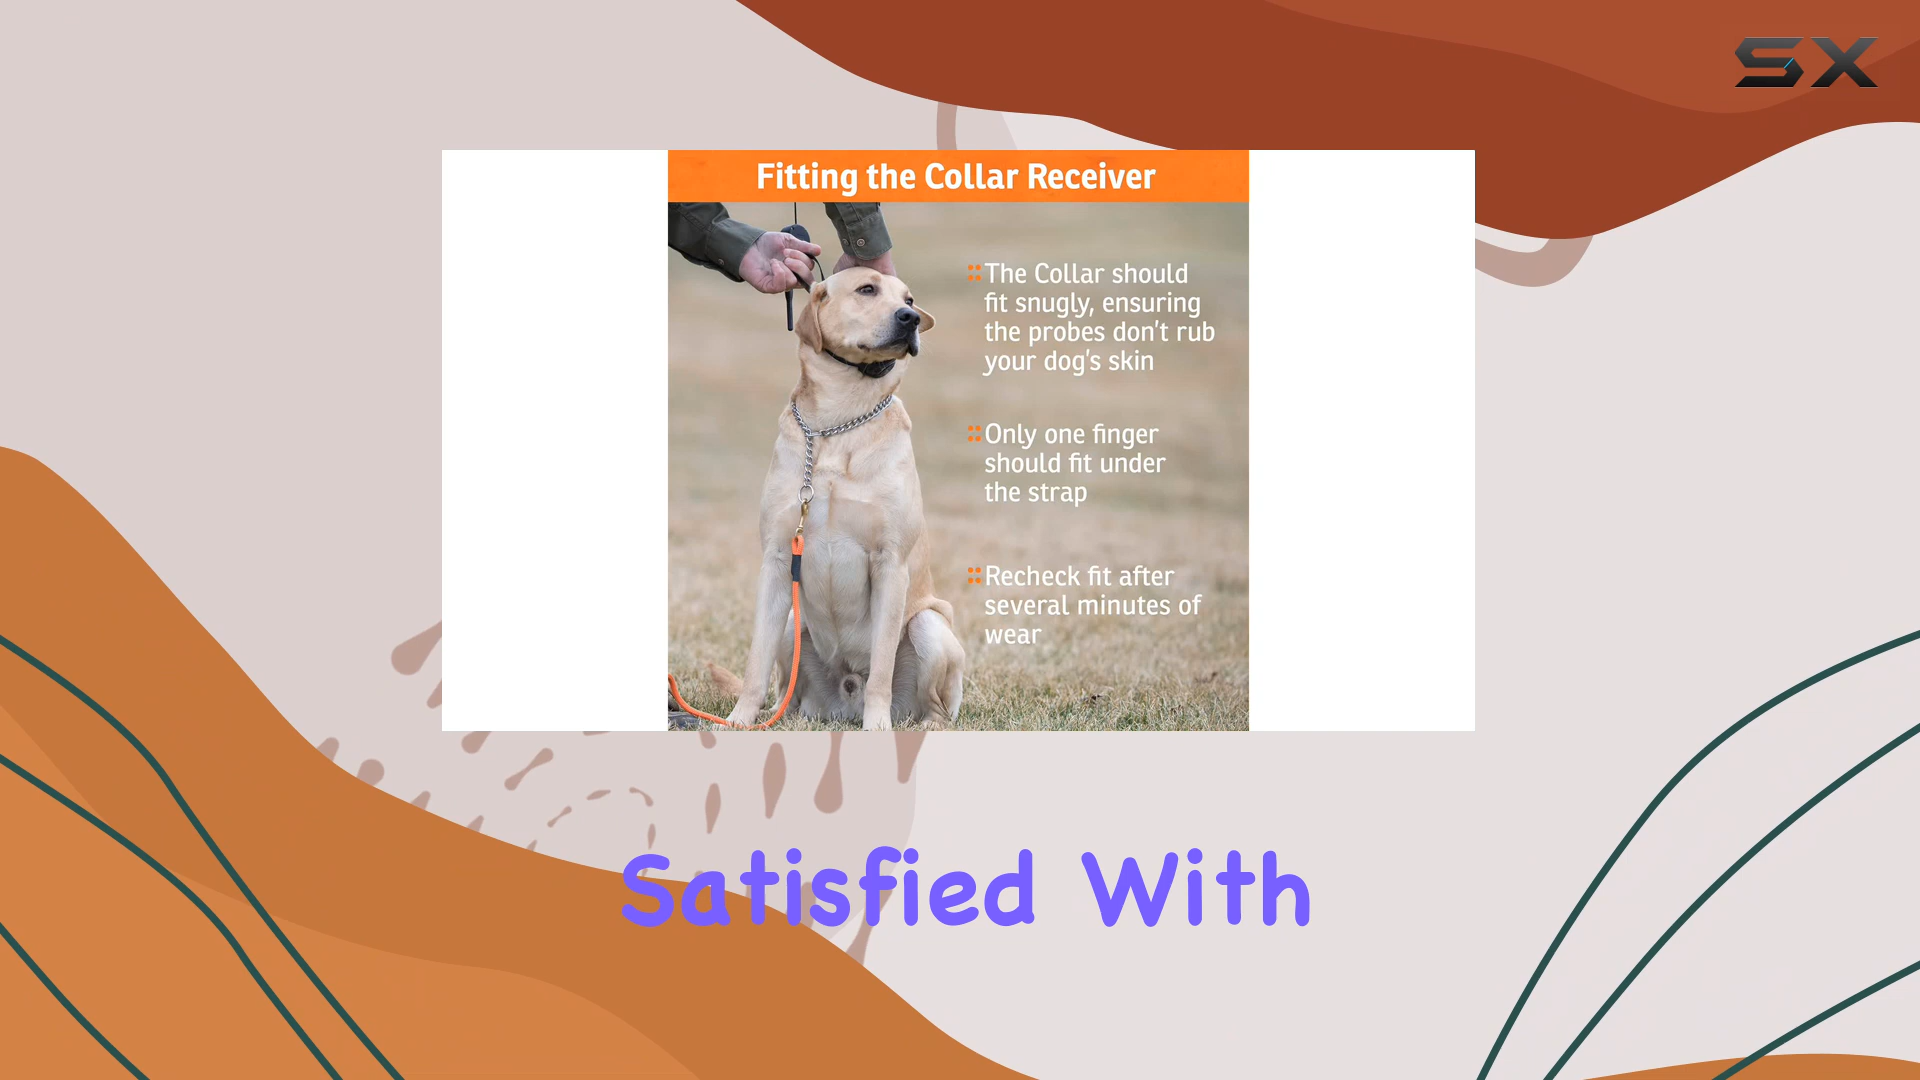 SX
Fitting the Collar Receiver
The Collar should
fit snugly, ensuring
the probes don't rub
your dog's skin
Only one finger
should fit under
the strap
Recheck fit after
several minutes of
wear
Satisfied With